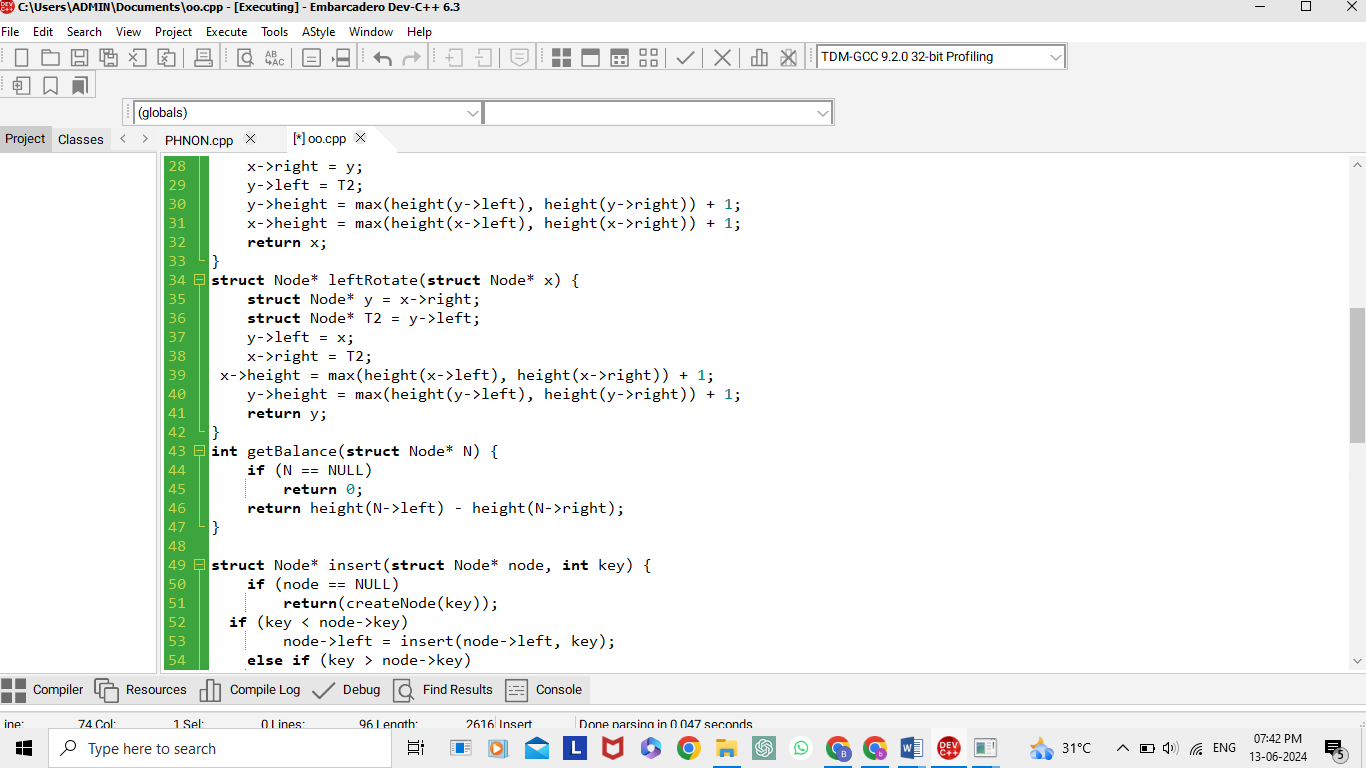 C:\Users\ADMIN\Documents\oo.cpp - [Executing] - Embarcadero Dev-C++ 6.3
File Edit Search View Project Execute Tools AStyle Window Help
TDM-GCC 9.2.0 32-bit Profiling
(globals)
Project Classes PHNON.cpp [*] oo.cpp
28 x->right = y;
29 y->left = T2;
30 y->height = max(height(y->left), height(y->right)) + 1;
31 x->height = max(height(x->left), height(x->right)) + 1;
32 return x;
33 }
34 struct Node* leftRotate(struct Node* x) {
35 struct Node* y = x->right;
36 struct Node* T2 = y->left;
37 y->left = x;
38 x->right = T2;
39 x->height = max(height(x->left), height(x->right)) + 1;
40 y->height = max(height(y->left), height(y->right)) + 1;
41 return y;
42 }
43 int getBalance(struct Node* N) {
44 if (N == NULL)
45 return 0;
46 return height(N->left) - height(N->right);
47 }
48
49 struct Node* insert(struct Node* node, int key) {
50 if (node == NULL)
51 return(createNode(key));
52 if (key < node->key)
53 node->left = insert(node->left, key);
54 else if (key > node->key)
Compiler Resources Compile Log Debug Find Results Console
ine: 74 Col: 1 Sel: 0 Lines: 96 Length: 2616 Insert Done parsing in 0.047 seconds
Type here to search 31°C ENG 07:42 PM
13-06-2024 5